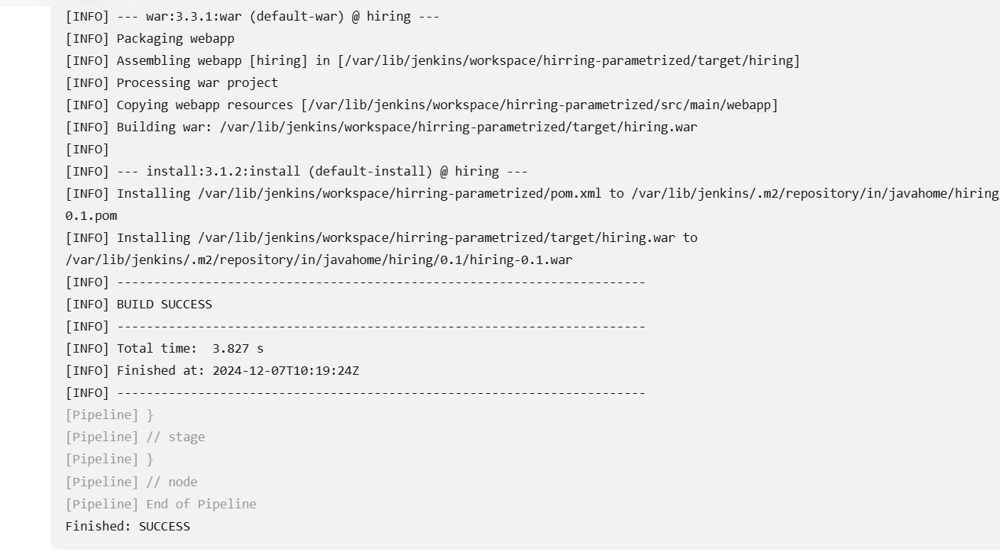 [INFO] --- war:3.3.1:war (default-war) @ hiring ---
[INFO] Packaging webapp
[INFO] Assembling webapp [hiring] in [/var/lib/jenkins/workspace/hirring-parametrized/target/hiring]
[INFO] Processing war project
[INFO] Copying webapp resources [/var/lib/jenkins/workspace/hirring-parametrized/src/main/webapp]
[INFO] Building war: /var/lib/jenkins/workspace/hirring-parametrized/target/hiring.war
[INFO]
[INFO] --- install:3.1.2:install (default-install) @ hiring ---
[INFO] Installing /var/lib/jenkins/workspace/hirring-parametrized/pom.xml to /var/lib/jenkins/.m2/repository/in/javahome/hiring
0.1.pom
[INFO] Installing /var/lib/jenkins/workspace/hirring-parametrized/target/hiring.war to
/var/lib/jenkins/.m2/repository/in/javahome/hiring/0.1/hiring-0.1.war
[INFO] ------------------------------------------------------------------------
[INFO] BUILD SUCCESS
[INFO] ------------------------------------------------------------------------
[INFO] Total time:  3.827 s
[INFO] Finished at: 2024-12-07T10:19:24Z
[INFO] ------------------------------------------------------------------------
[Pipeline] }
[Pipeline] // stage
[Pipeline] }
[Pipeline] // node
[Pipeline] End of Pipeline
Finished: SUCCESS